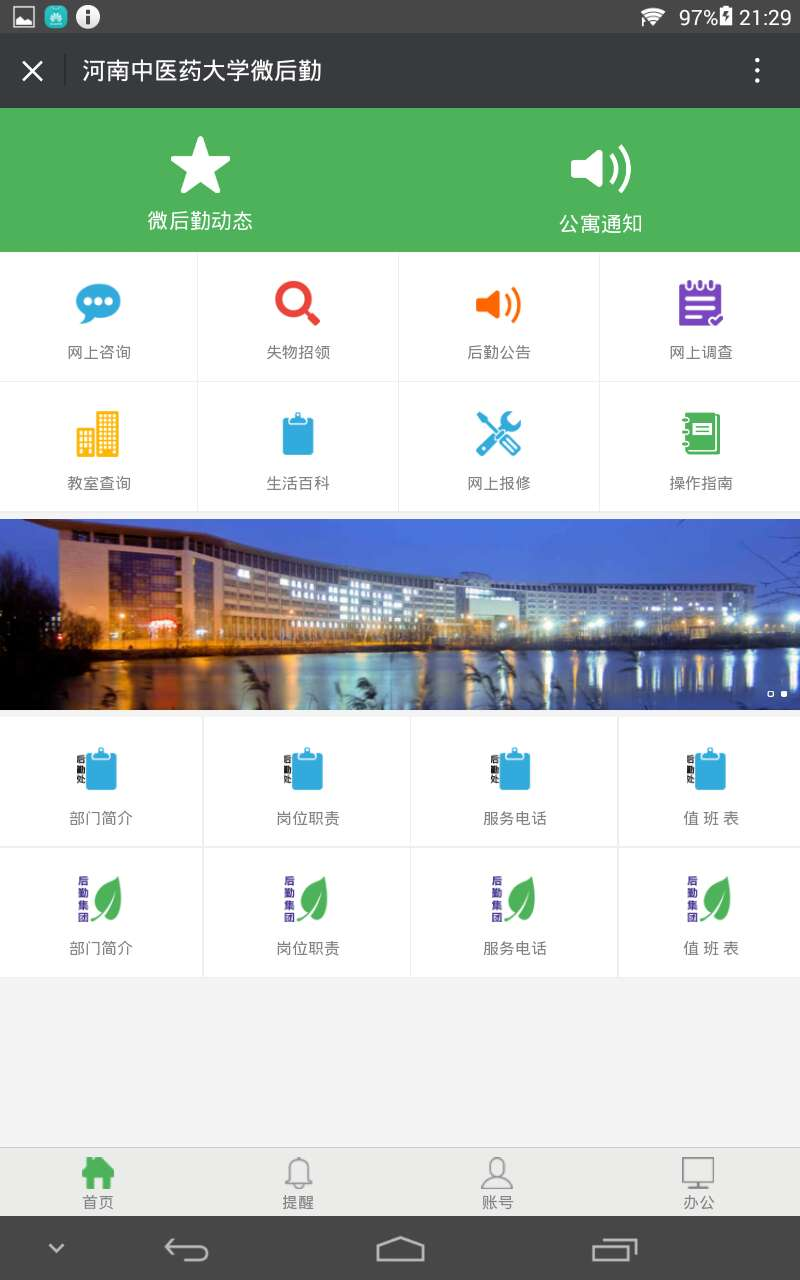 97% 21:29
河南中医药大学微后勤
微后勤动态 公寓通知
网上咨询 失物招领 后勤公告 网上调查
教室查询 生活百科 网上报修 操作指南
后勤处 后勤处 后勤处 后勤处
部门简介 岗位职责 服务电话 值 班 表
后勤集团 后勤集团 后勤集团 后勤集团
部门简介 岗位职责 服务电话 值 班 表
首页 提醒 账号 办公